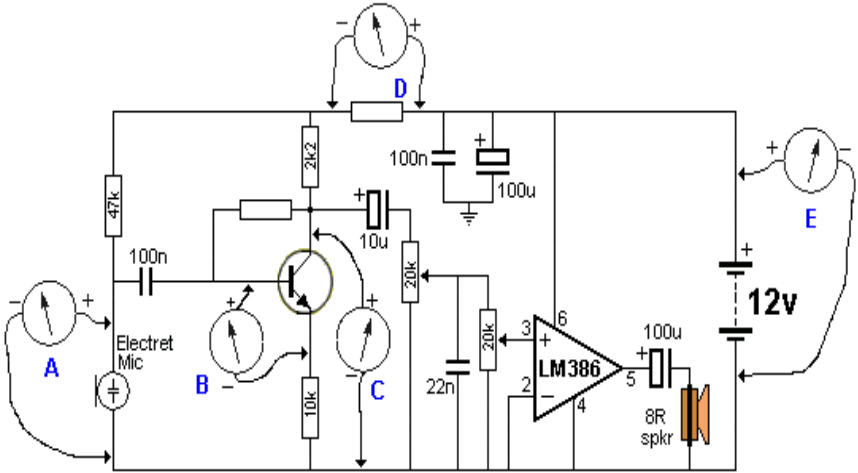 - +
D
2k2
100n
+
100u
+ -
E
47k
+
10u
100n
20k
+
12v
- +
A
Electret
Mic
+
B
-
+
C
-
10k
22n
20k
3
+
6
LM386
2
-
4
5
+
100u
8R
spkr